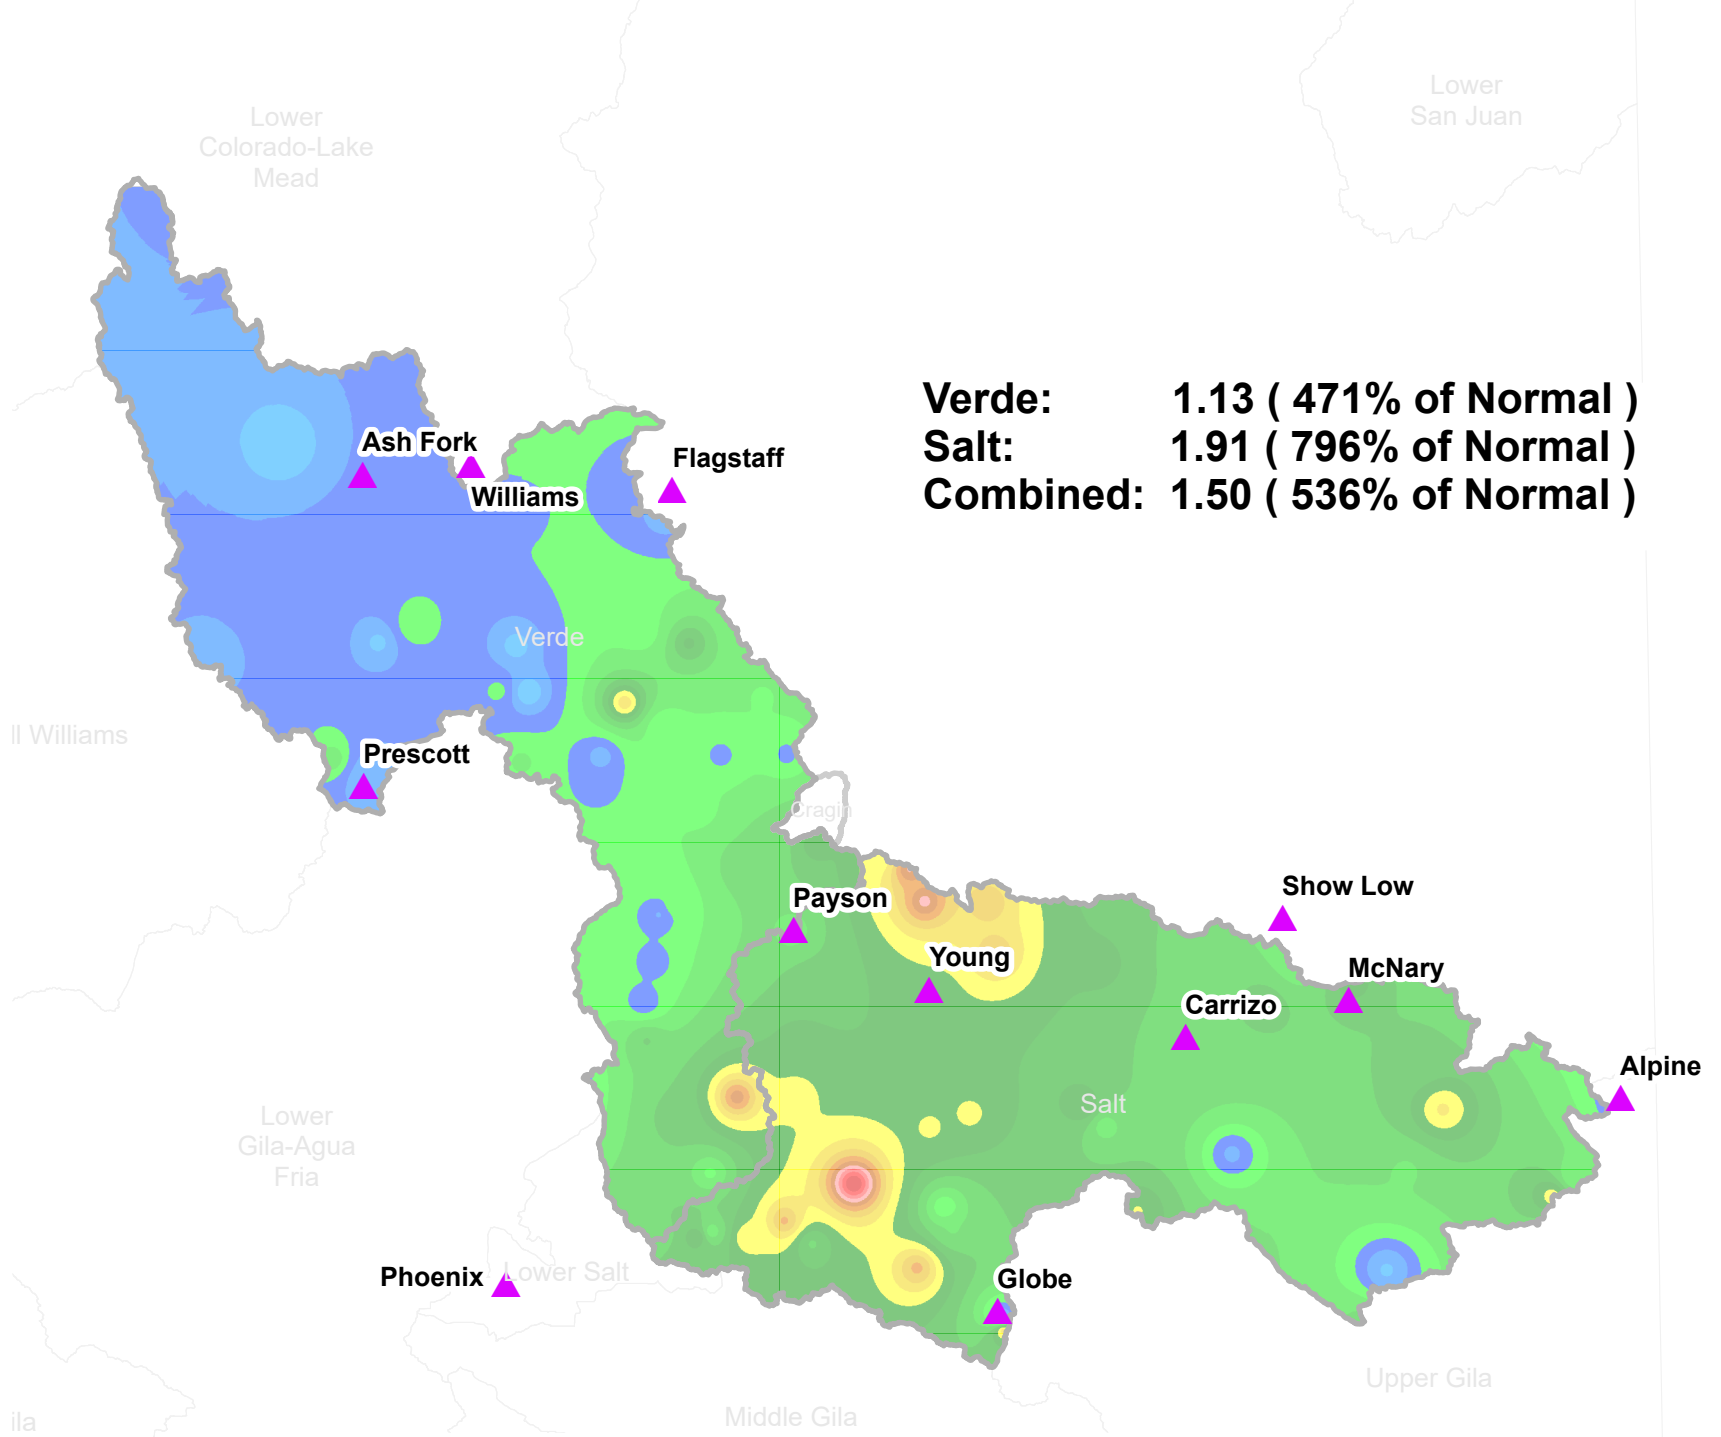 Lower
San Juan
Lower
Colorado-Lake
Mead
Verde: 1.13 ( 471% of Normal )
Salt: 1.91 ( 796% of Normal )
Combined: 1.50 ( 536% of Normal )
Ash Fork
Flagstaff
Williams
Verde
ll Williams
Prescott
Cragin
Payson
Show Low
Young
McNary
Carrizo
Alpine
Salt
Lower
Gila-Agua
Fria
Phoenix
Lower Salt
Globe
Upper Gila
Middle Gila
ila